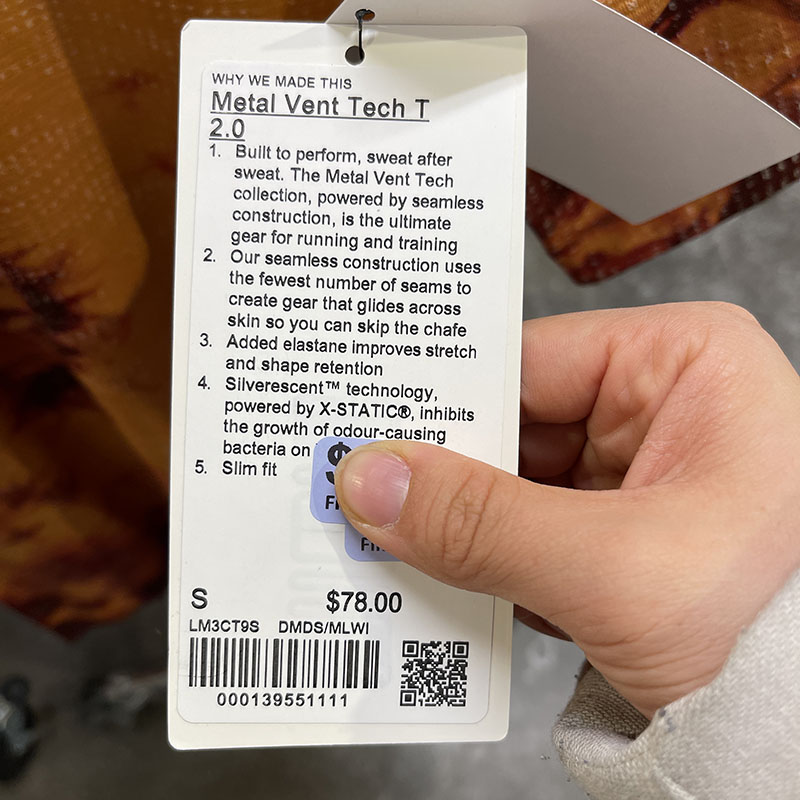 WHY WE MADE THIS
Metal Vent Tech T
2.0
1. Built to perform, sweat after
sweat. The Metal Vent Tech
collection, powered by seamless
construction, is the ultimate
gear for running and training
2. Our seamless construction uses
the fewest number of seams to
create gear that glides across
skin so you can skip the chafe
3. Added elastane improves stretch
and shape retention
4. Silverescent™ technology,
powered by X-STATIC®, inhibits
the growth of odour-causing
bacteria on
$
5. Slim fit
S $78.00
LM3CT9S DMDS/MLWI
000139551111